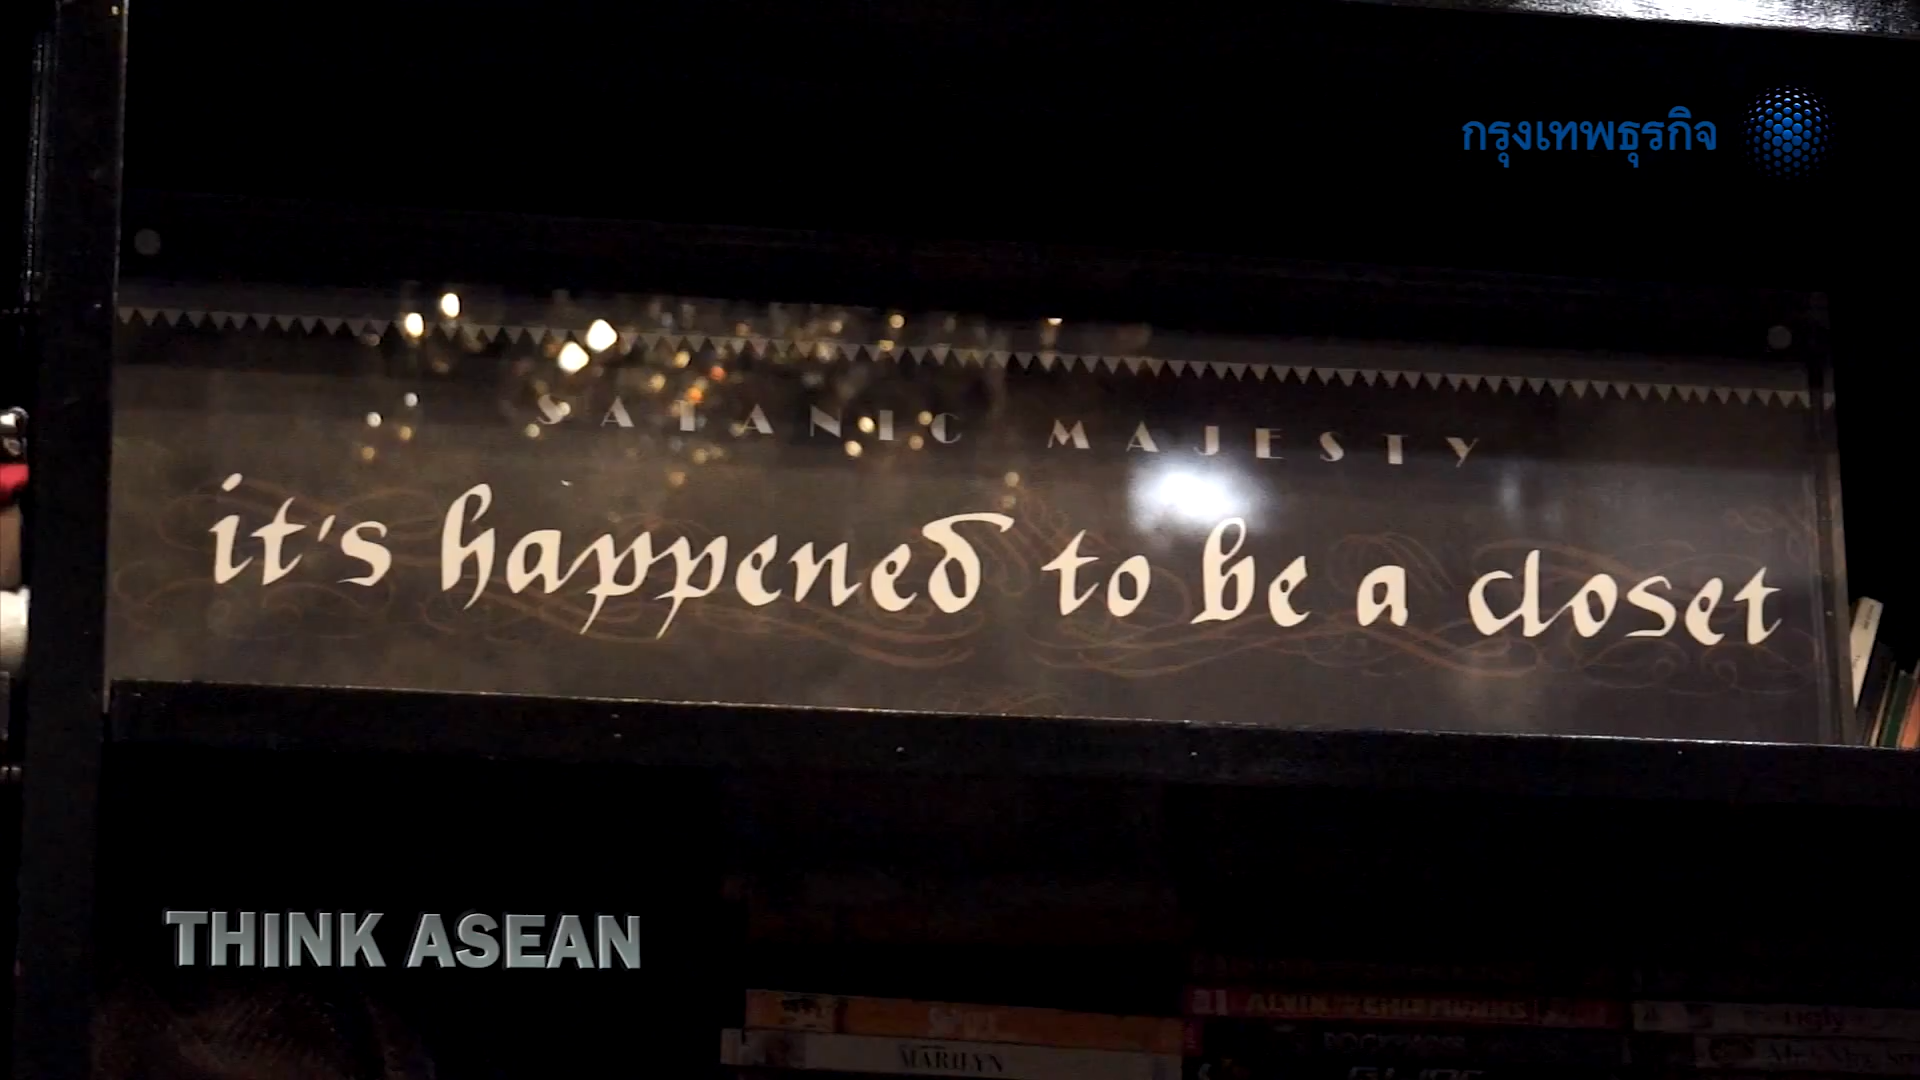 กรุงเทพธุรกิจ
SATANIC MAJESTY
it's happened to be a closet
THINK ASEAN
MARILYN